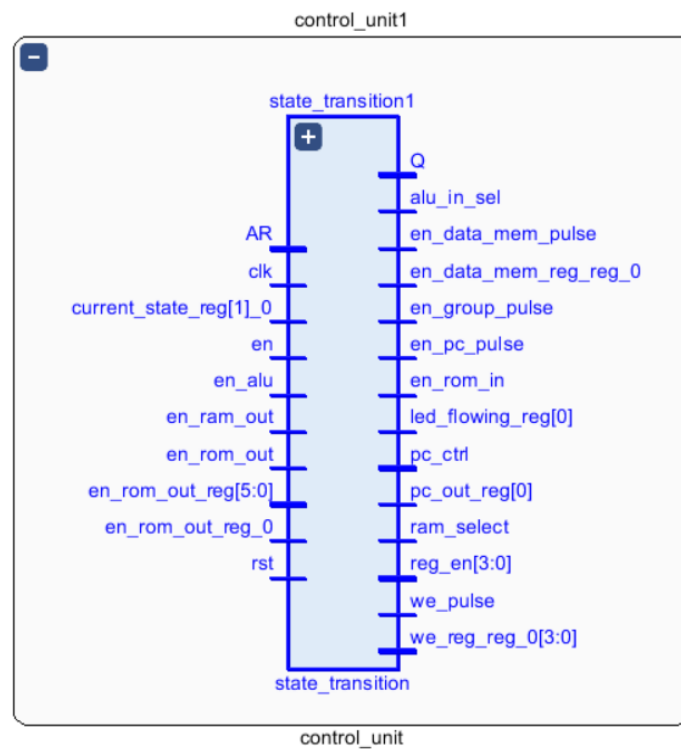 control_unit1
state_transition1
AR
clk
current_state_reg[1]_0
en
en_alu
en_ram_out
en_rom_out
en_rom_out_reg[5:0]
en_rom_out_reg_0
rst
Q
alu_in_sel
en_data_mem_pulse
en_data_mem_reg_reg_0
en_group_pulse
en_pc_pulse
en_rom_in
led_flowing_reg[0]
pc_ctrl
pc_out_reg[0]
ram_select
reg_en[3:0]
we_pulse
we_reg_reg_0[3:0]
state_transition
control_unit